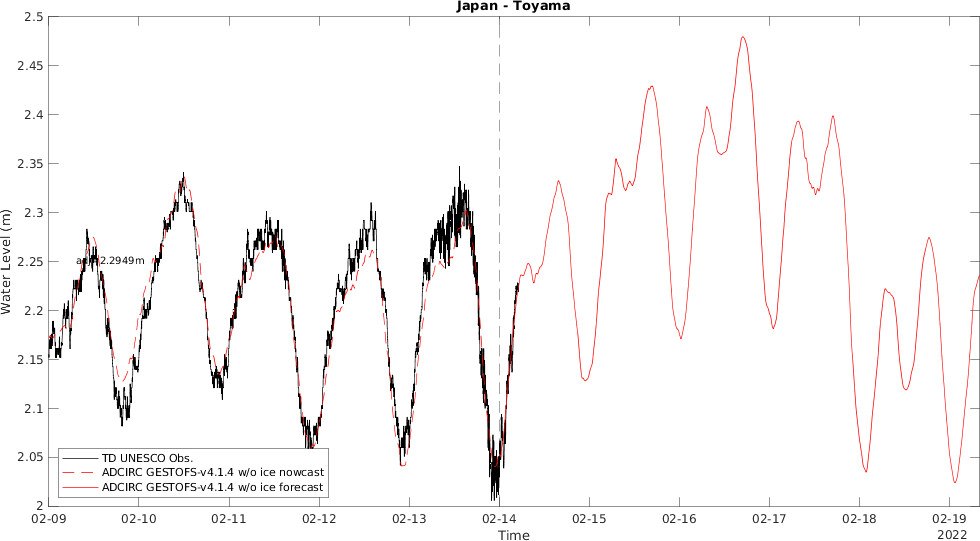 Japan - Toyama
2.5
2.45
2.4
2.35
2.3
2.25
2.2
2.15
2.1
2.05
2
Water Level (m)
2.2949m
TD UNESCO Obs.
ADCIRC GESTOFS-v4.1.4 w/o ice nowcast
ADCIRC GESTOFS-v4.1.4 w/o ice forecast
02-09 02-10 02-11 02-12 02-13 02-14 02-15 02-16 02-17 02-18 02-19
2022
Time